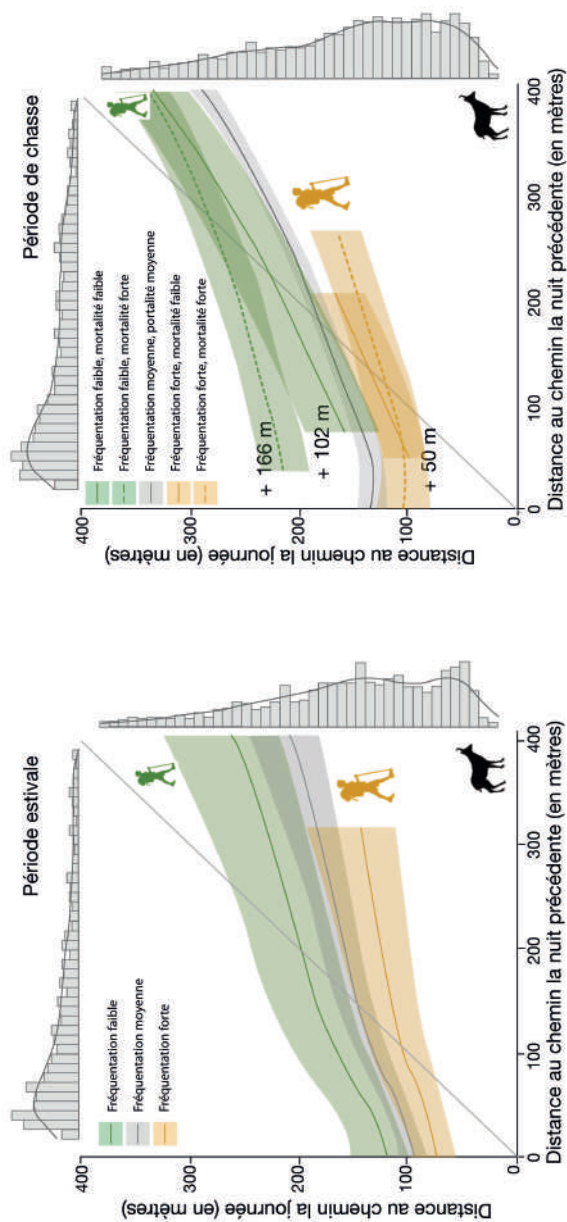 Période estivale
Fréquentation faible
Fréquentation moyenne
Fréquentation forte
Distance au chemin la journée (en mètres)
400
300
200
100
0
0
100
200
300
400
Distance au chemin la nuit précédente (en mètres)
Période de chasse
Fréquentation faible, mortalité faible
Fréquentation faible, mortalité forte
Fréquentation moyenne, portalité moyenne
Fréquentation forte, mortalité faible
Fréquentation forte, mortalité forte
+ 166 m
+ 102 m
+ 50 m
Distance au chemin la journée (en mètres)
400
300
200
100
0
0
100
200
300
400
Distance au chemin la nuit précédente (en mètres)